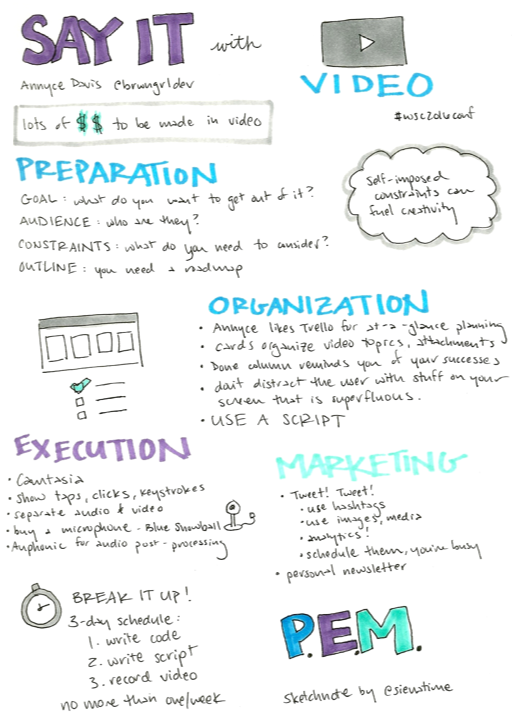 SAY IT with
VIDEO
Annyce Davis @brwngrldev
#wsc2016conf
lots of $$ to be made in video
PREPARATION
GOAL: what do you want to get out of it?
AUDIENCE: who are they?
CONSTRAINTS: what do you need to consider?
OUTLINE: you need a roadmap
self-imposed
constraints can
fuel creativity
ORGANIZATION
• Annyce likes Trello for at-a-glance planning
• cards organize video topics, attachments
• Done column reminds you of your successes
• don't distract the user with stuff on your
screen that is superfluous.
• USE A SCRIPT
EXECUTION
• Camtasia
• show taps, clicks, keystrokes
• separate audio & video
• buy a microphone - Blue Snowball
• Auphonic for audio post-processing
MARKETING
• Tweet! Tweet!
• use hashtags
• use images, media
• analytics!
• schedule them, you're busy
• personal newsletter
BREAK IT UP!
3-day schedule:
1. write code
2. write script
3. record video
no more than one/week
P.E.M.
sketchnote by @sienatime